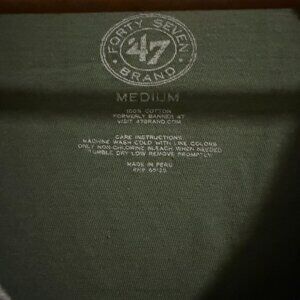 FORTY SEVEN
'47
BRAND
MEDIUM
100% COTTON
FORMERLY BANNER 47
VISIT 47BRAND.COM
CARE INSTRUCTIONS:
MACHINE WASH COLD WITH LIKE COLORS
ONLY NON-CHLORINE BLEACH WHEN NEEDED
TUMBLE DRY LOW REMOVE PROMPTLY
MADE IN PERU